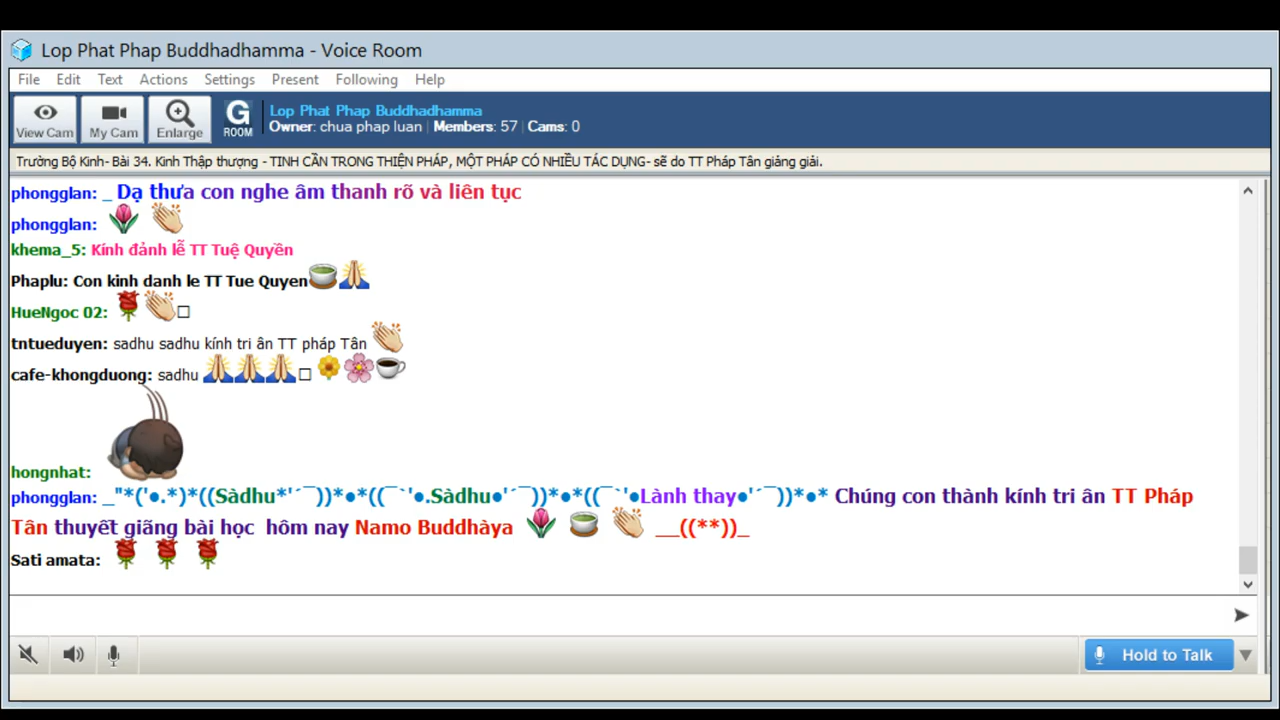 Lop Phat Phap Buddhadhamma - Voice Room
File Edit Text Actions Settings Present Following Help
View Cam My Cam Enlarge G ROOM
Lop Phat Phap Buddhadhamma
Owner: chua phap luan | Members: 57 | Cams: 0
Trường Bộ Kinh- Bài 34. Kinh Thập thượng - TINH CẦN TRONG THIỆN PHÁP, MỘT PHÁP CÓ NHIỀU TÁC DỤNG- sẽ do TT Pháp Tân giảng giải.
phongglan: _ Dạ thưa con nghe âm thanh rõ và liên tục
phongglan: 🌷 👏
khema_5: Kính đảnh lễ TT Tuệ Quyền
Phaplu: Con kinh danh le TT Tue Quyen🍵🙏
HueNgoc 02: 🌹👏□
tntueduyen: sadhu sadhu kính tri ân TT pháp Tân 👏
cafe-khongduong: sadhu 🙏🙏🙏□ 🌼🌸☕
hongnhat:
phongglan: _"*('●.*)*((Sàdhu*'´¯))*●*((¯`'●.Sàdhu●'´¯))*●*((¯`'●Lành thay●'´¯))*●* Chúng con thành kính tri ân TT Pháp
Tân thuyết giãng bài học hôm nay Namo Buddhàya 🌷 🍵 👏 __((**))_
Sati amata: 🌹 🌹 🌹
Hold to Talk